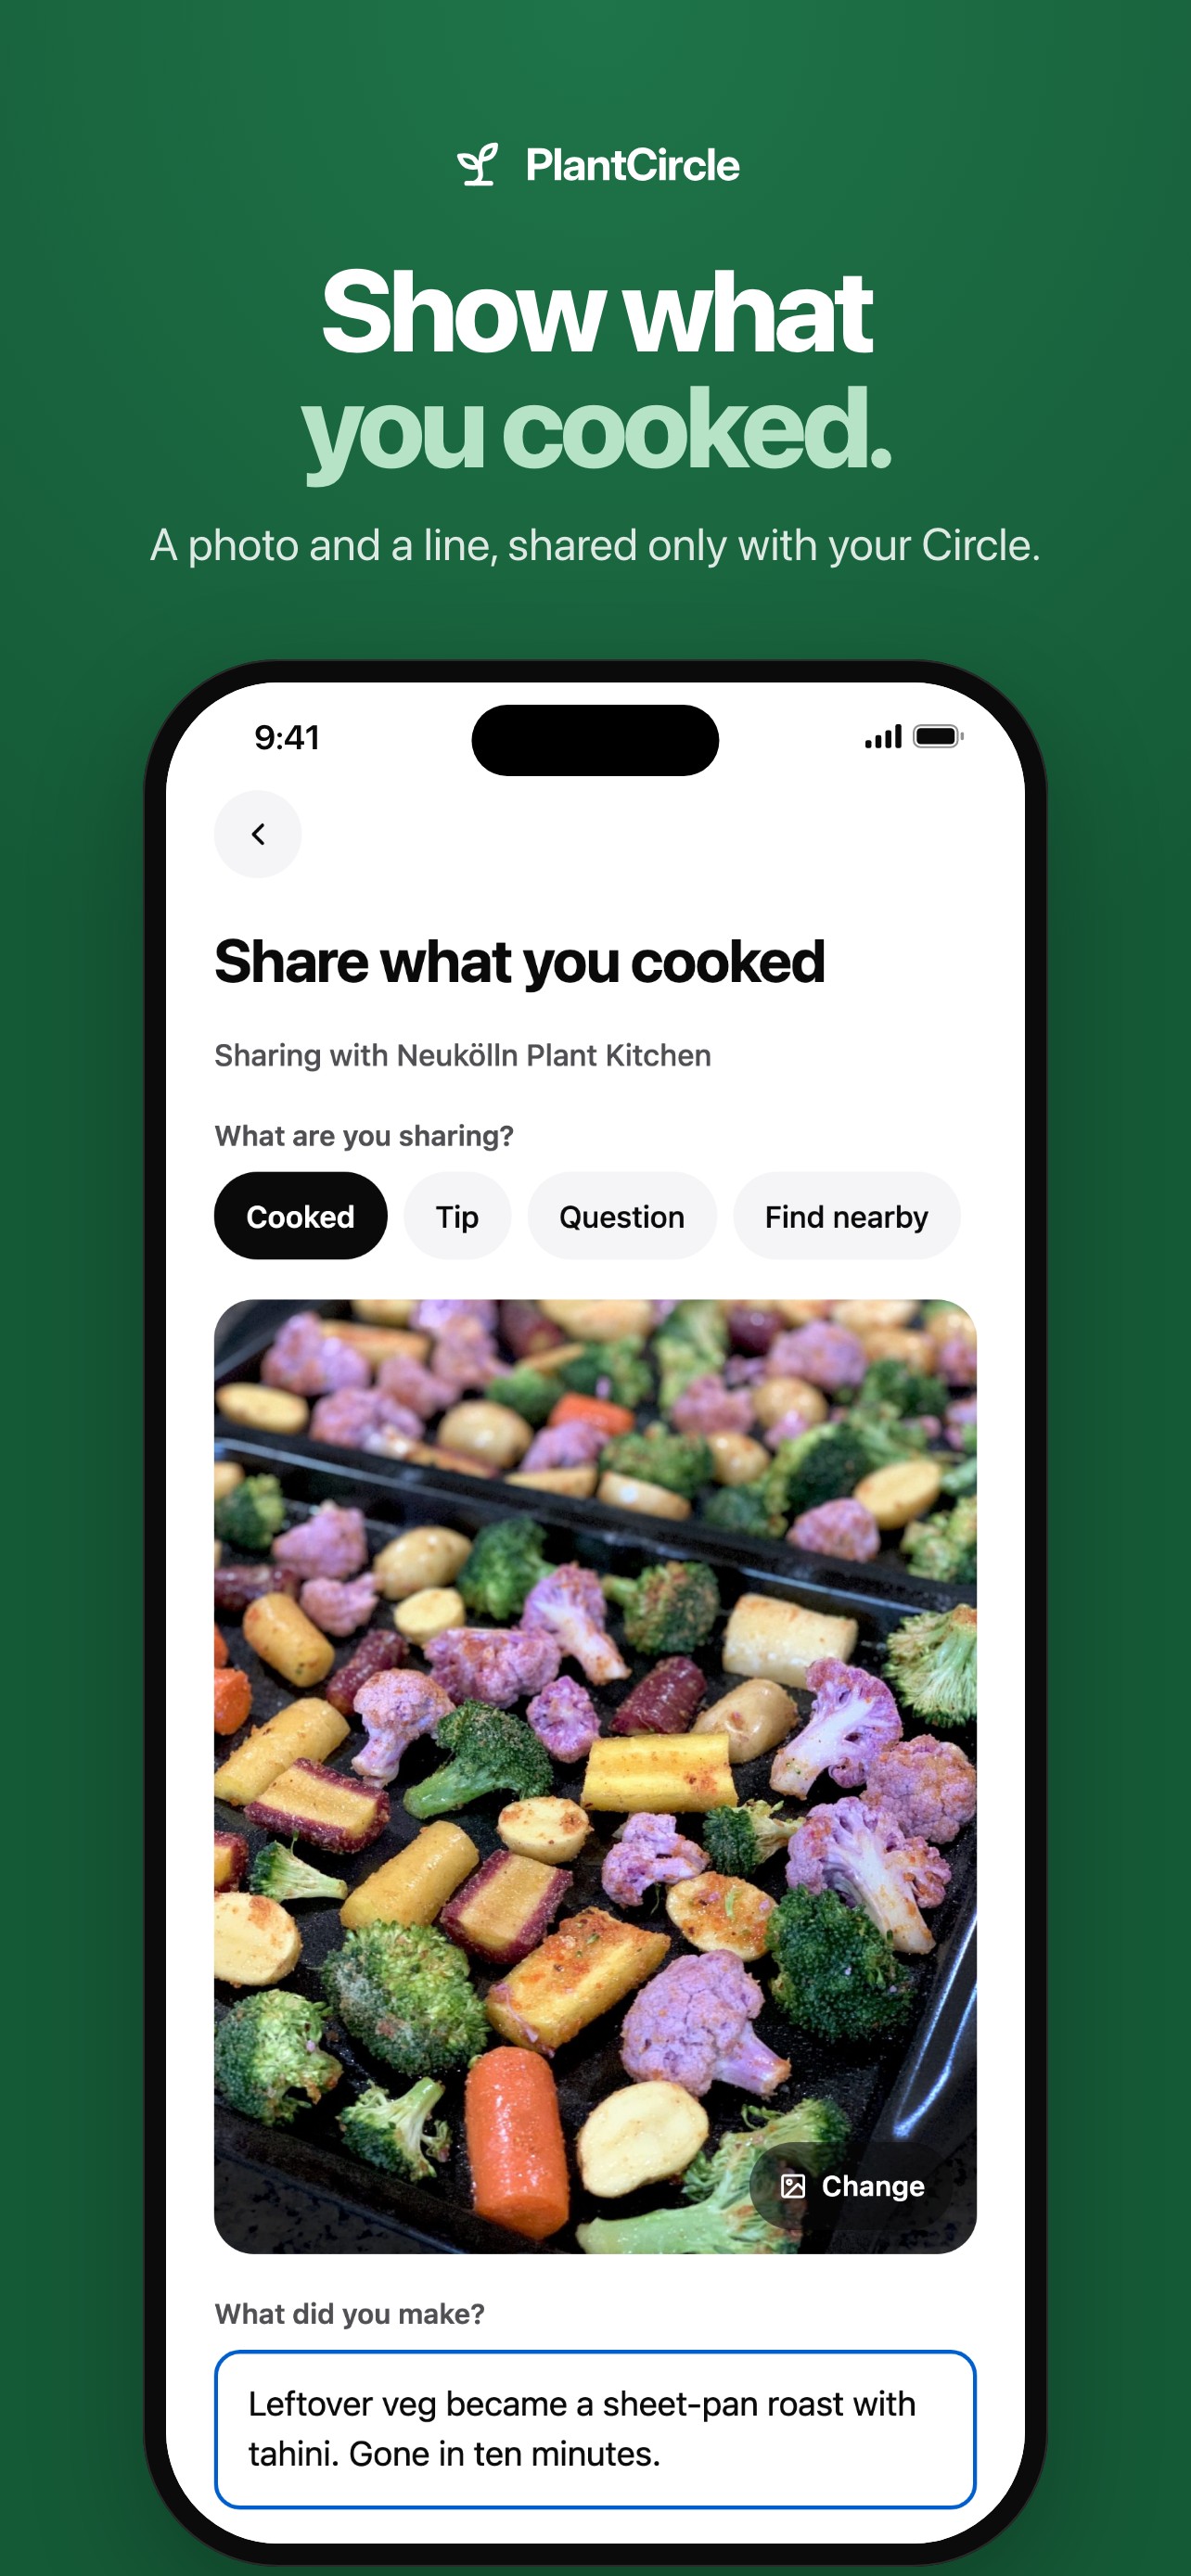 PlantCircle
Show what
you cooked.
A photo and a line, shared only with your Circle.
9:41
Share what you cooked
Sharing with Neukölln Plant Kitchen
What are you sharing?
Cooked Tip Question Find nearby
Change
What did you make?
Leftover veg became a sheet-pan roast with
tahini. Gone in ten minutes.